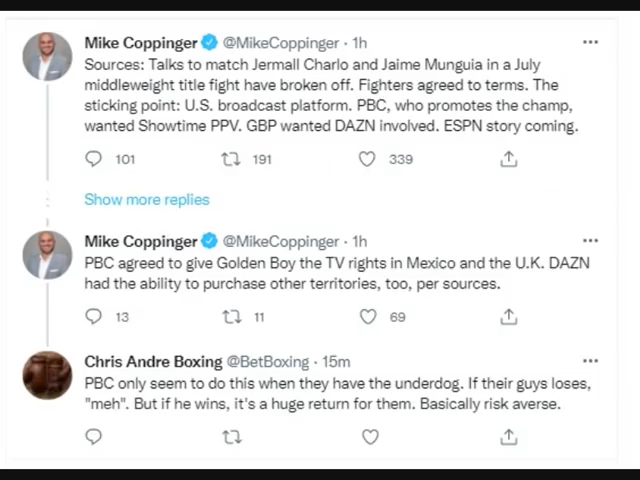 Mike Coppinger @MikeCoppinger · 1h
Sources: Talks to match Jermall Charlo and Jaime Munguia in a July
middleweight title fight have broken off. Fighters agreed to terms. The
sticking point: U.S. broadcast platform. PBC, who promotes the champ,
wanted Showtime PPV. GBP wanted DAZN involved. ESPN story coming.
101 191 339
Show more replies
Mike Coppinger @MikeCoppinger · 1h
PBC agreed to give Golden Boy the TV rights in Mexico and the U.K. DAZN
had the ability to purchase other territories, too, per sources.
13 11 69
Chris Andre Boxing @BetBoxing · 15m
PBC only seem to do this when they have the underdog. If their guys loses,
"meh". But if he wins, it's a huge return for them. Basically risk averse.